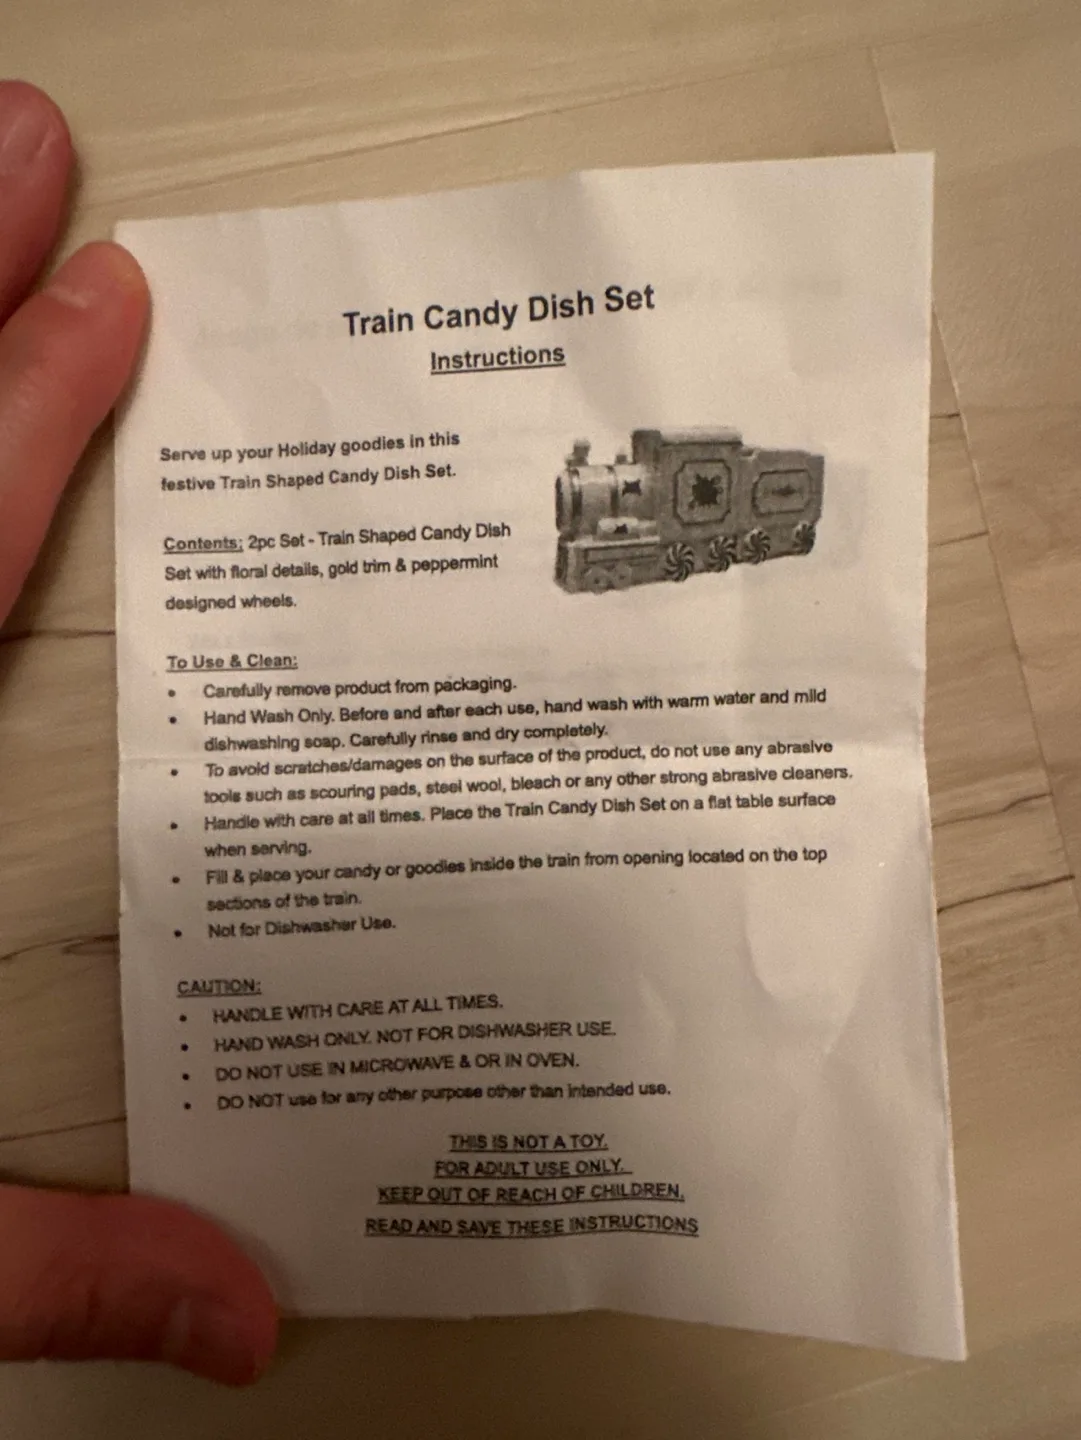 Train Candy Dish Set
Instructions
Serve up your Holiday goodies in this
festive Train Shaped Candy Dish Set.
Contents: 2pc Set - Train Shaped Candy Dish
Set with floral details, gold trim & peppermint
designed wheels.
To Use & Clean:
• Carefully remove product from packaging.
• Hand Wash Only. Before and after each use, hand wash with warm water and mild
dishwashing soap. Carefully rinse and dry completely.
• To avoid scratches/damages on the surface of the product, do not use any abrasive
tools such as scouring pads, steel wool, bleach or any other strong abrasive cleaners.
• Handle with care at all times. Place the Train Candy Dish Set on a flat table surface
when serving.
• Fill & place your candy or goodies inside the train from opening located on the top
sections of the train.
• Not for Dishwasher Use.
CAUTION:
• HANDLE WITH CARE AT ALL TIMES.
• HAND WASH ONLY. NOT FOR DISHWASHER USE.
• DO NOT USE IN MICROWAVE & OR IN OVEN.
• DO NOT use for any other purpose other than intended use.
THIS IS NOT A TOY.
FOR ADULT USE ONLY.
KEEP OUT OF REACH OF CHILDREN.
READ AND SAVE THESE INSTRUCTIONS